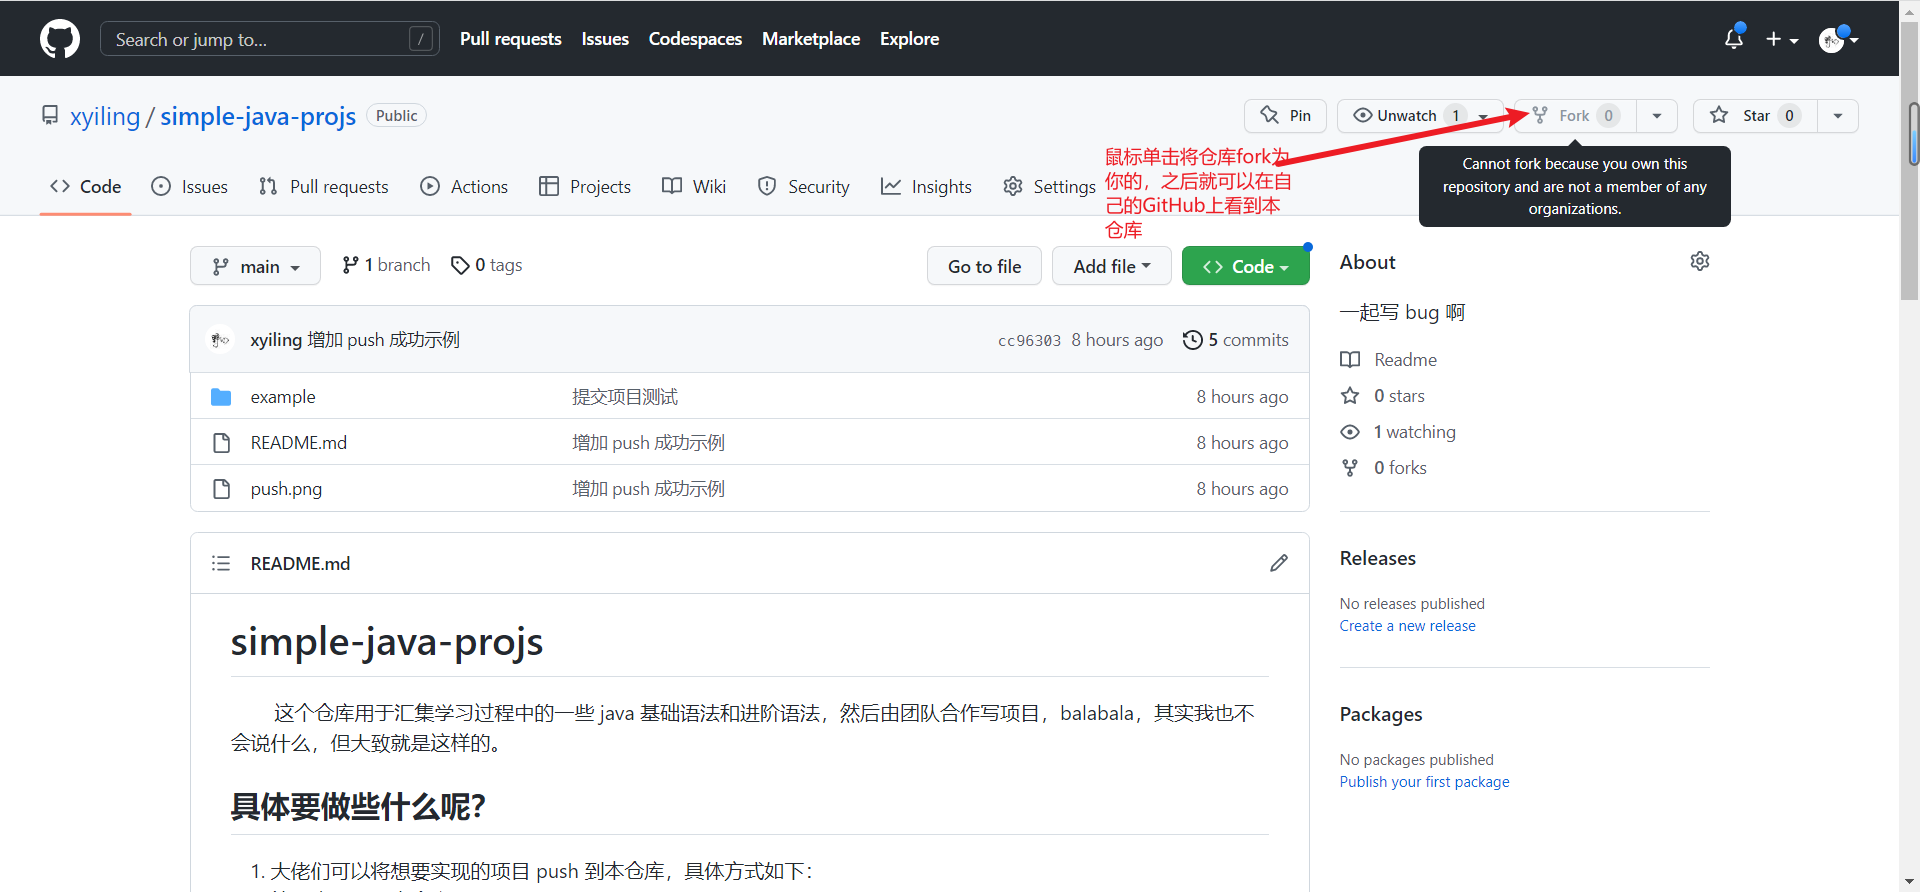 Search or jump to... /
Pull requests Issues Codespaces Marketplace Explore
xyiling / simple-java-projs Public
Pin
Unwatch 1
Fork 0
Star 0
Cannot fork because you own this
repository and are not a member of any
organizations.
鼠标单击将仓库fork为
你的，之后就可以在自
己的GitHub上看到本
仓库
Code Issues Pull requests Actions Projects Wiki Security Insights Settings
main 1 branch 0 tags
Go to file Add file Code
xyiling 增加 push 成功示例 cc96303 8 hours ago 5 commits
example 提交项目测试 8 hours ago
README.md 增加 push 成功示例 8 hours ago
push.png 增加 push 成功示例 8 hours ago
README.md
simple-java-projs
这个仓库用于汇集学习过程中的一些 java 基础语法和进阶语法，然后由团队合作写项目，balabala，其实我也不
会说什么，但大致就是这样的。
具体要做些什么呢？
1. 大佬们可以将想要实现的项目 push 到本仓库，具体方式如下：
About
一起写 bug 啊
Readme
0 stars
1 watching
0 forks
Releases
No releases published
Create a new release
Packages
No packages published
Publish your first package